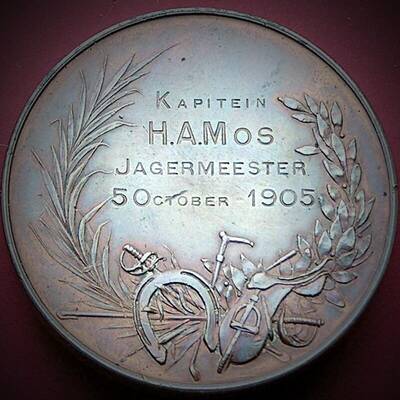 KAPITEIN
H.A.MOS
JAGERMEESTER
5 OCTOBER 1905